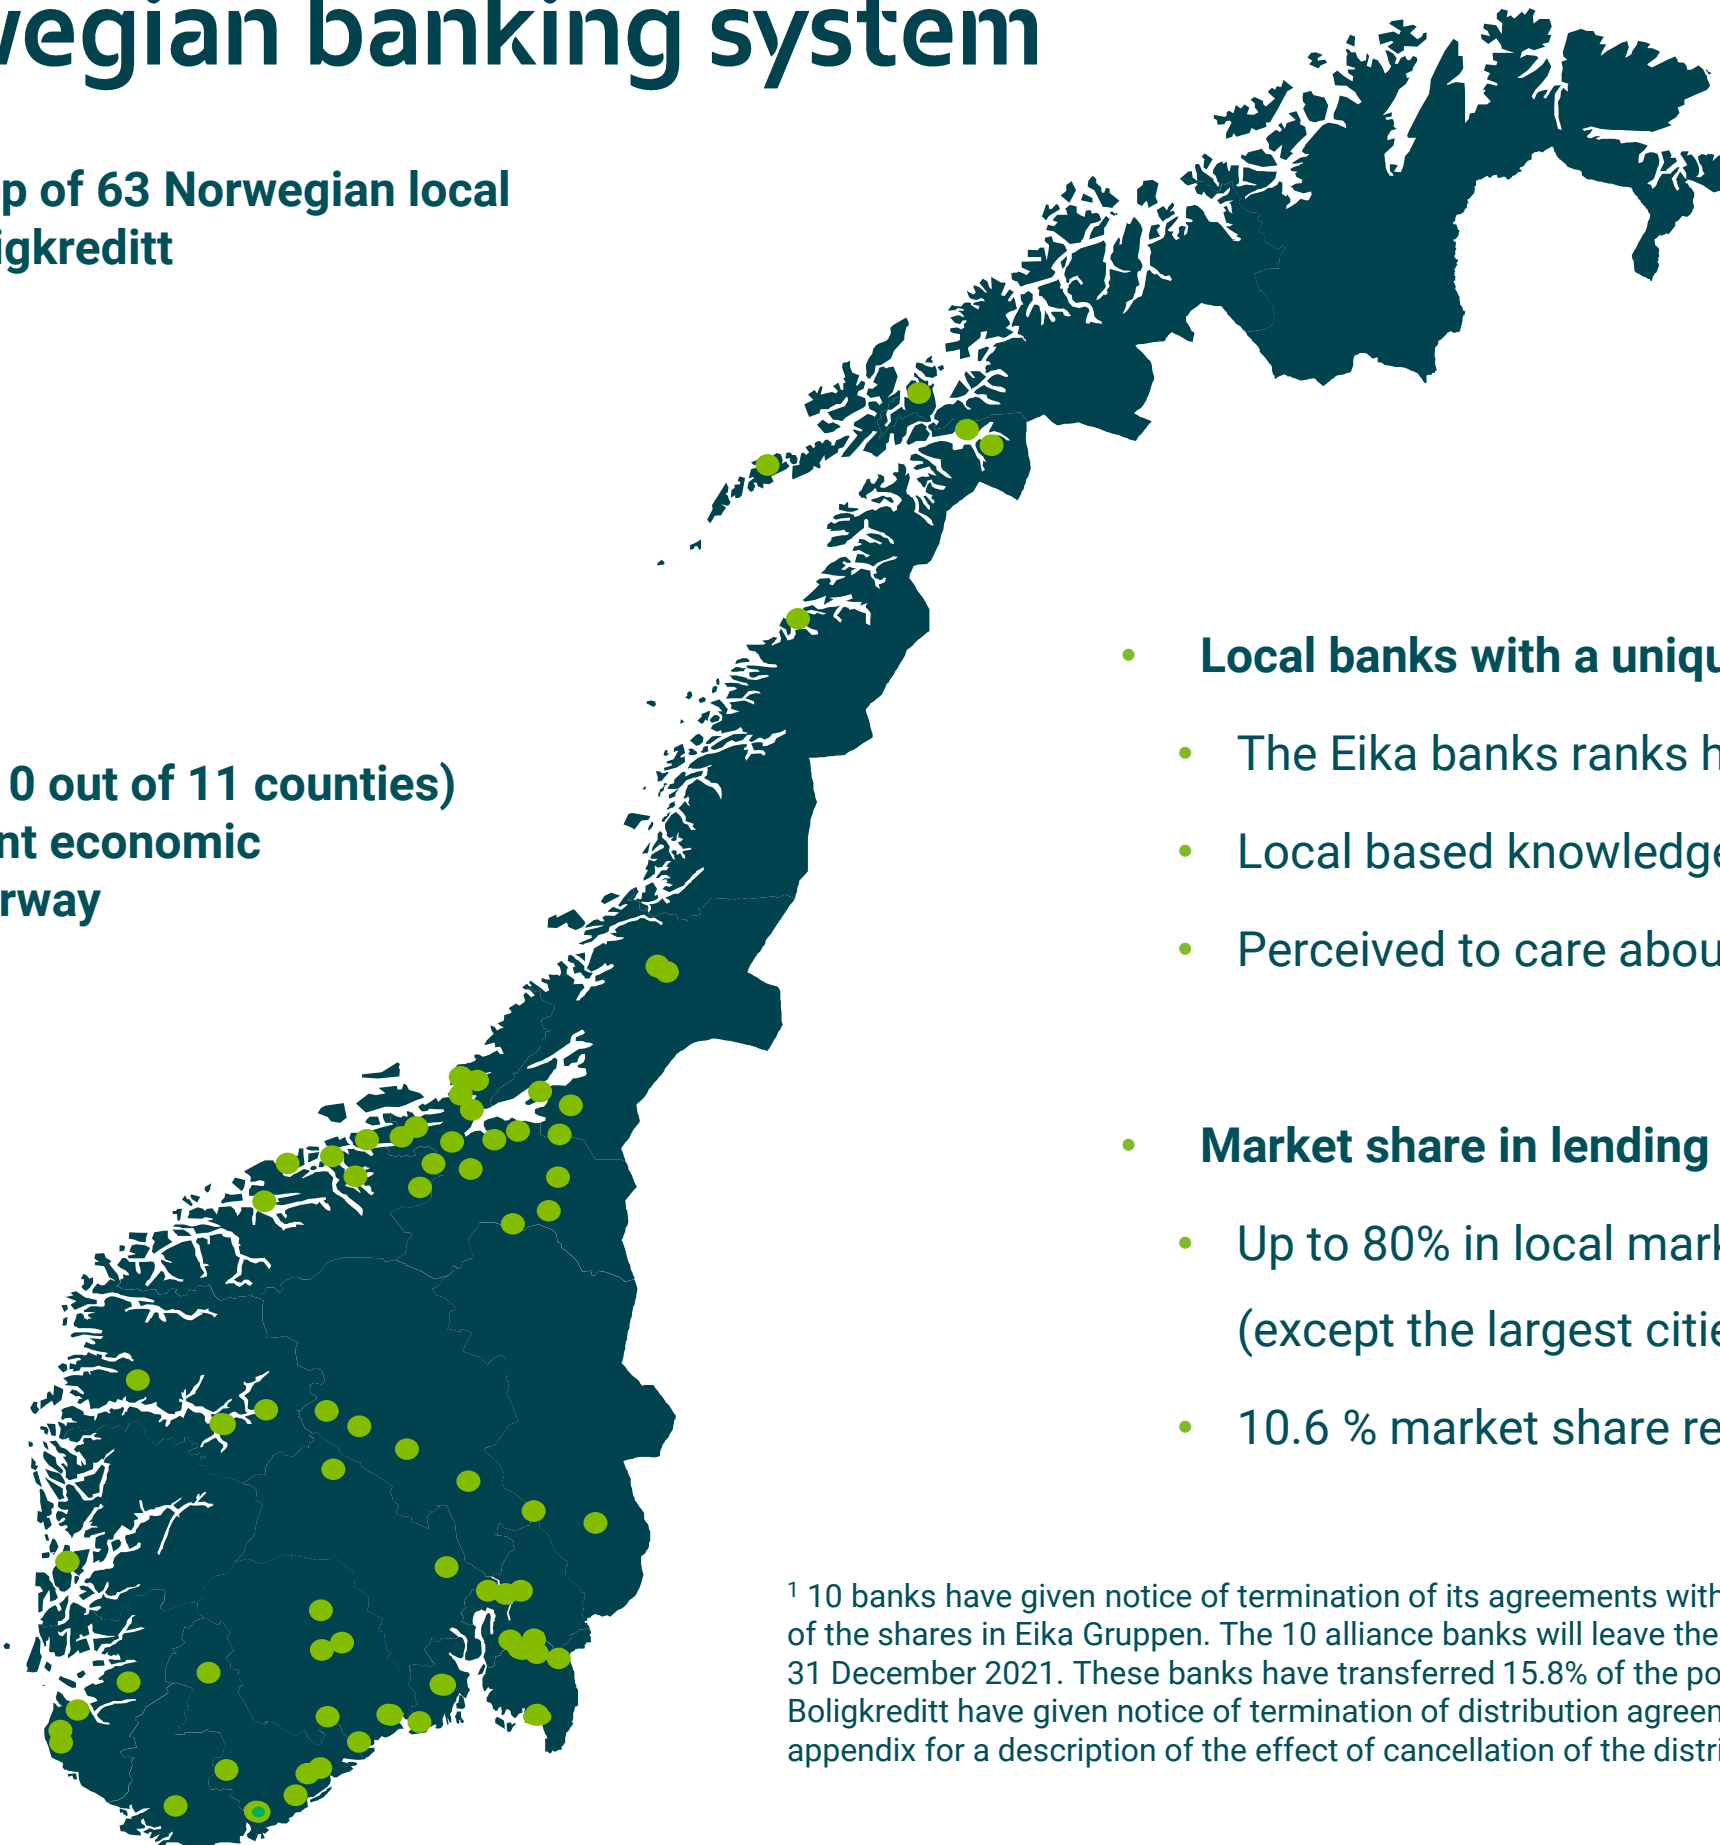 wegian banking system
p of 63 Norwegian local
igkreditt
0 out of 11 counties)
nt economic
rway
• Local banks with a uniqu
• The Eika banks ranks h
• Local based knowledge
• Perceived to care abou
• Market share in lending
• Up to 80% in local mark
(except the largest citie
• 10.6 % market share re
1 10 banks have given notice of termination of its agreements with
of the shares in Eika Gruppen. The 10 alliance banks will leave the
31 December 2021. These banks have transferred 15.8% of the po
Boligkreditt have given notice of termination of distribution agreen
appendix for a description of the effect of cancellation of the distri